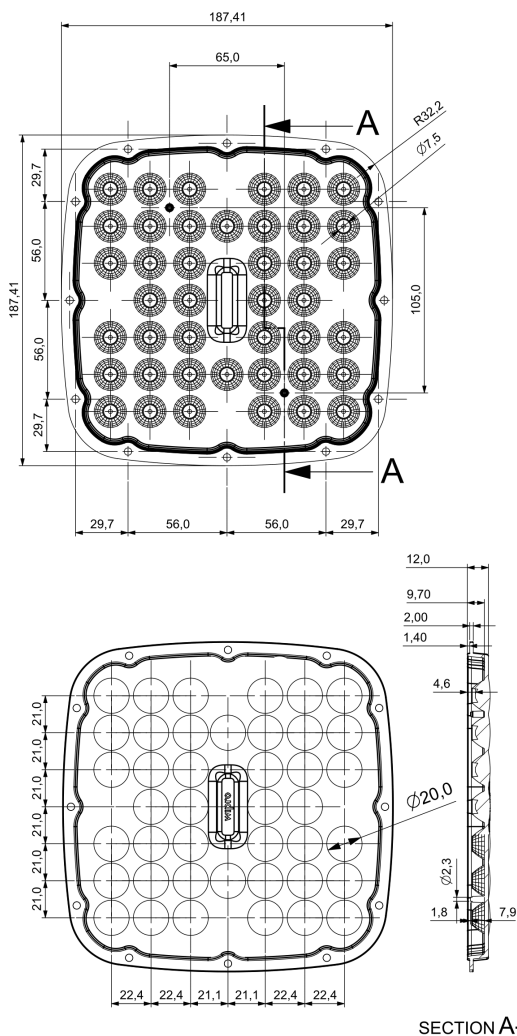 187,41
65,0
A
R32,2
Ø7,5
29,7
56,0
187,41
105,0
56,0
29,7
A
29,7 56,0 56,0 29,7
12,0
9,70
2,00
1,40
4,6
21,0
21,0
21,0
21,0
21,0
21,0
wipro
Ø20,0
Ø2,3
1,8 7,9
22,4 22,4 21,1 21,1 22,4 22,4
SECTION A-